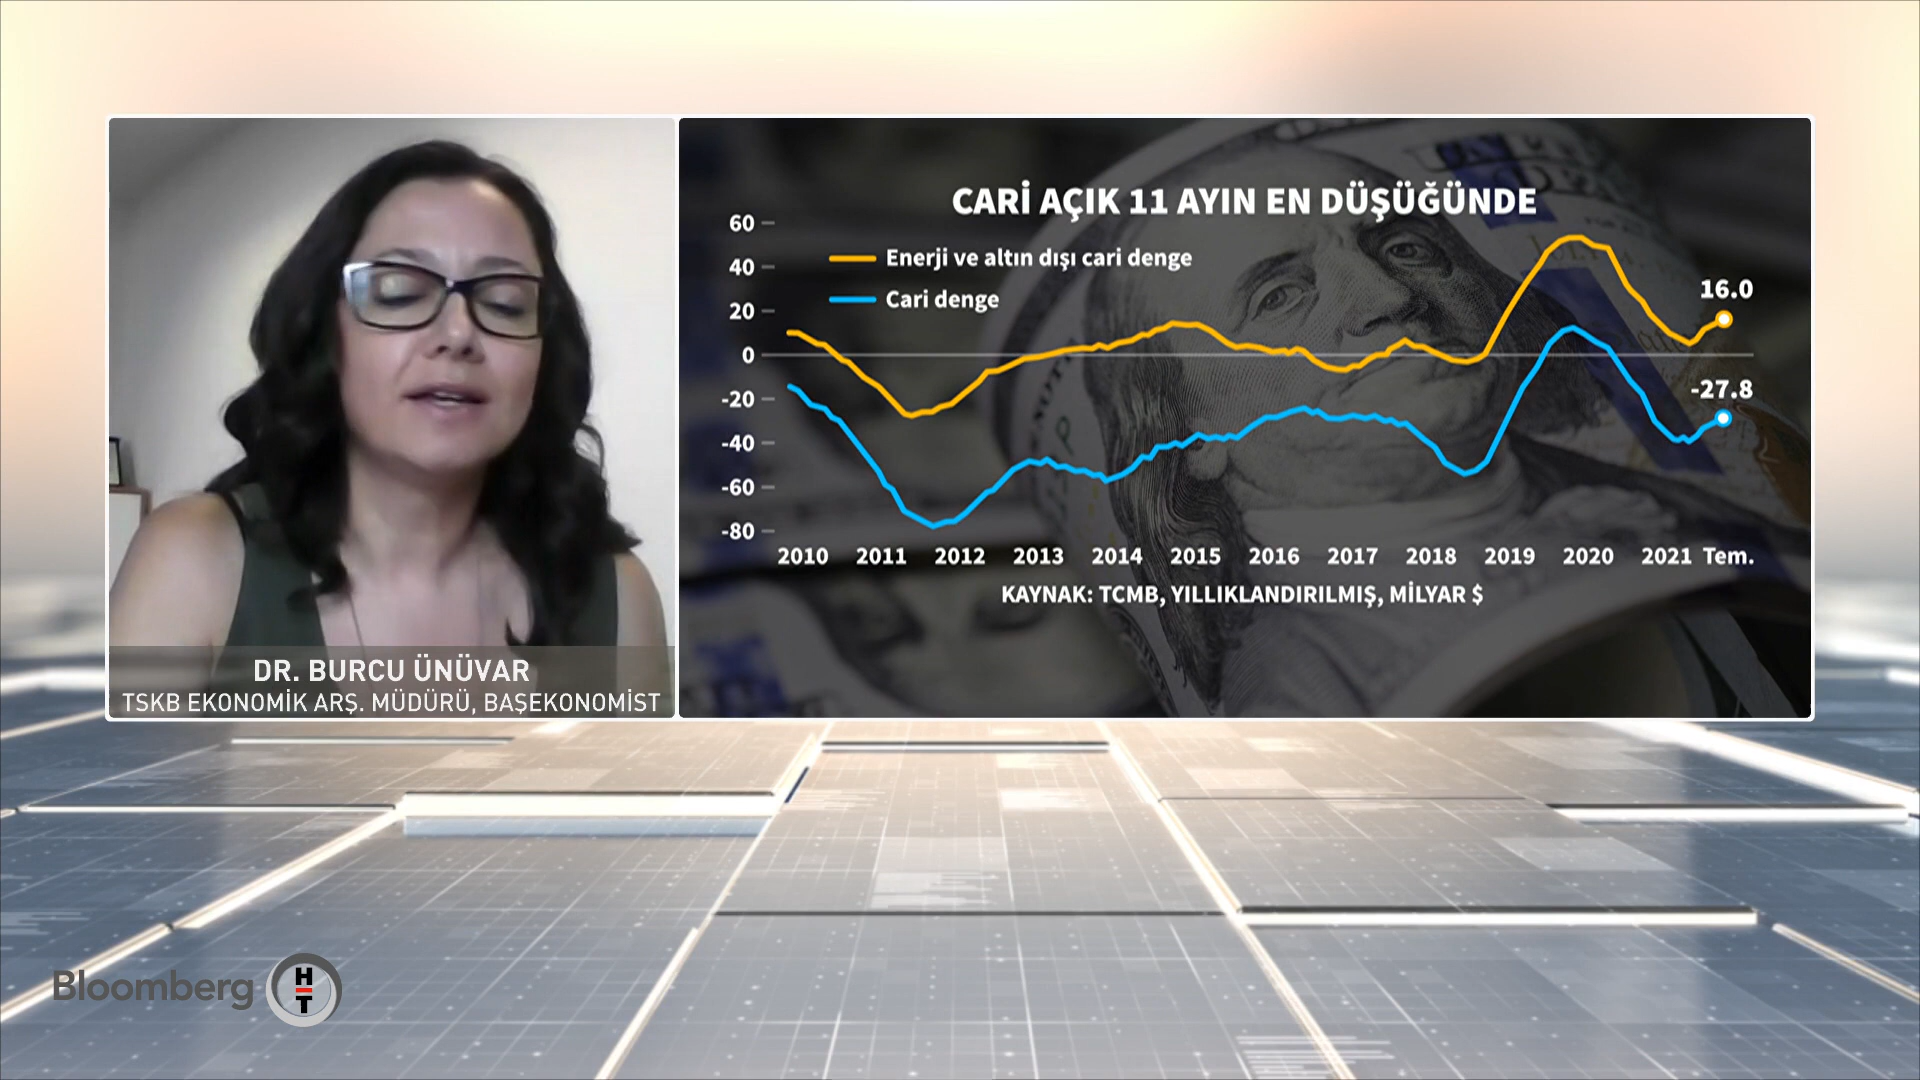 CARİ AÇIK 11 AYIN EN DÜŞÜĞÜNDE
Enerji ve altın dışı cari denge
Cari denge
60
40
20
0
-20
-40
-60
-80
16.0
-27.8
2010 2011 2012 2013 2014 2015 2016 2017 2018 2019 2020 2021 Tem.
KAYNAK: TCMB, YILLIKLANDIRILMIŞ, MİLYAR $
DR. BURCU ÜNÜVAR
TSKB EKONOMİK ARŞ. MÜDÜRÜ, BAŞEKONOMİST
Bloomberg HT